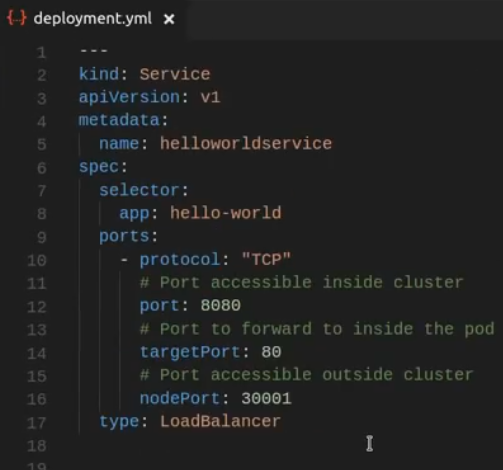 {..} deployment.yml ×
1 ---
2 kind: Service
3 apiVersion: v1
4 metadata:
5   name: helloworldservice
6 spec:
7   selector:
8     app: hello-world
9   ports:
10     - protocol: "TCP"
11       # Port accessible inside cluster
12       port: 8080
13       # Port to forward to inside the pod
14       targetPort: 80
15       # Port accessible outside cluster
16       nodePort: 30001
17   type: LoadBalancer
18
19